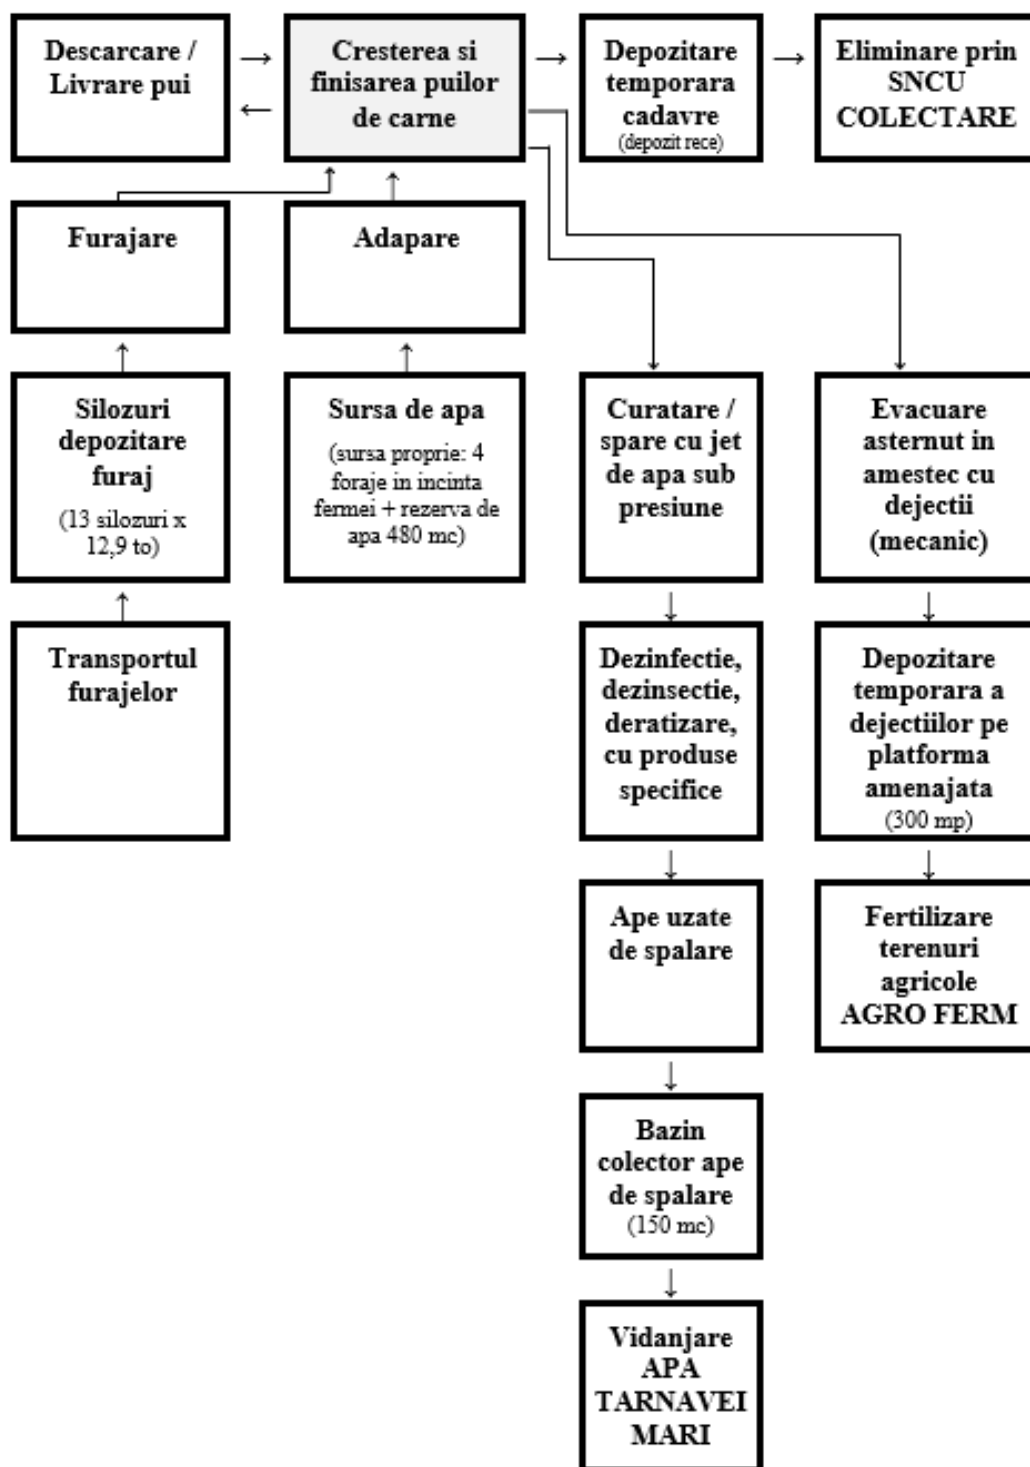 Descarcare /
Livrare pui
→
←
Cresterea si
finisarea puilor
de carne
→
Depozitare
temporara
cadavre
(depozit rece)
→
Eliminare prin
SNCU
COLECTARE
Furajare
Adapare
Silozuri
depozitare
furaj
(13 silozuri x
12,9 to)
Sursa de apa
(sursa proprie: 4
foraje in incinta
fermei + rezerva de
apa 480 mc)
Curatare /
spare cu jet
de apa sub
presiune
Evacuare
asternut in
amestec cu
dejectii
(mecanic)
Transportul
furajelor
Dezinfectie,
dezinsectie,
deratizare,
cu produse
specifice
Depozitare
temporara a
dejectiilor pe
platforma
amenajata
(300 mp)
Ape uzate
de spalare
Fertilizare
terenuri
agricole
AGRO FERM
Bazin
colector ape
de spalare
(150 mc)
Vidanjare
APA
TARNAVEI
MARI